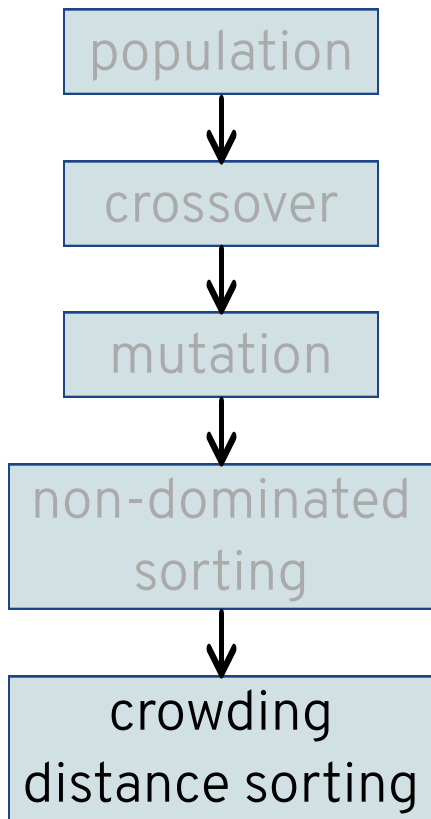 population
crossover
mutation
non-dominated
sorting
crowding
distance sorting